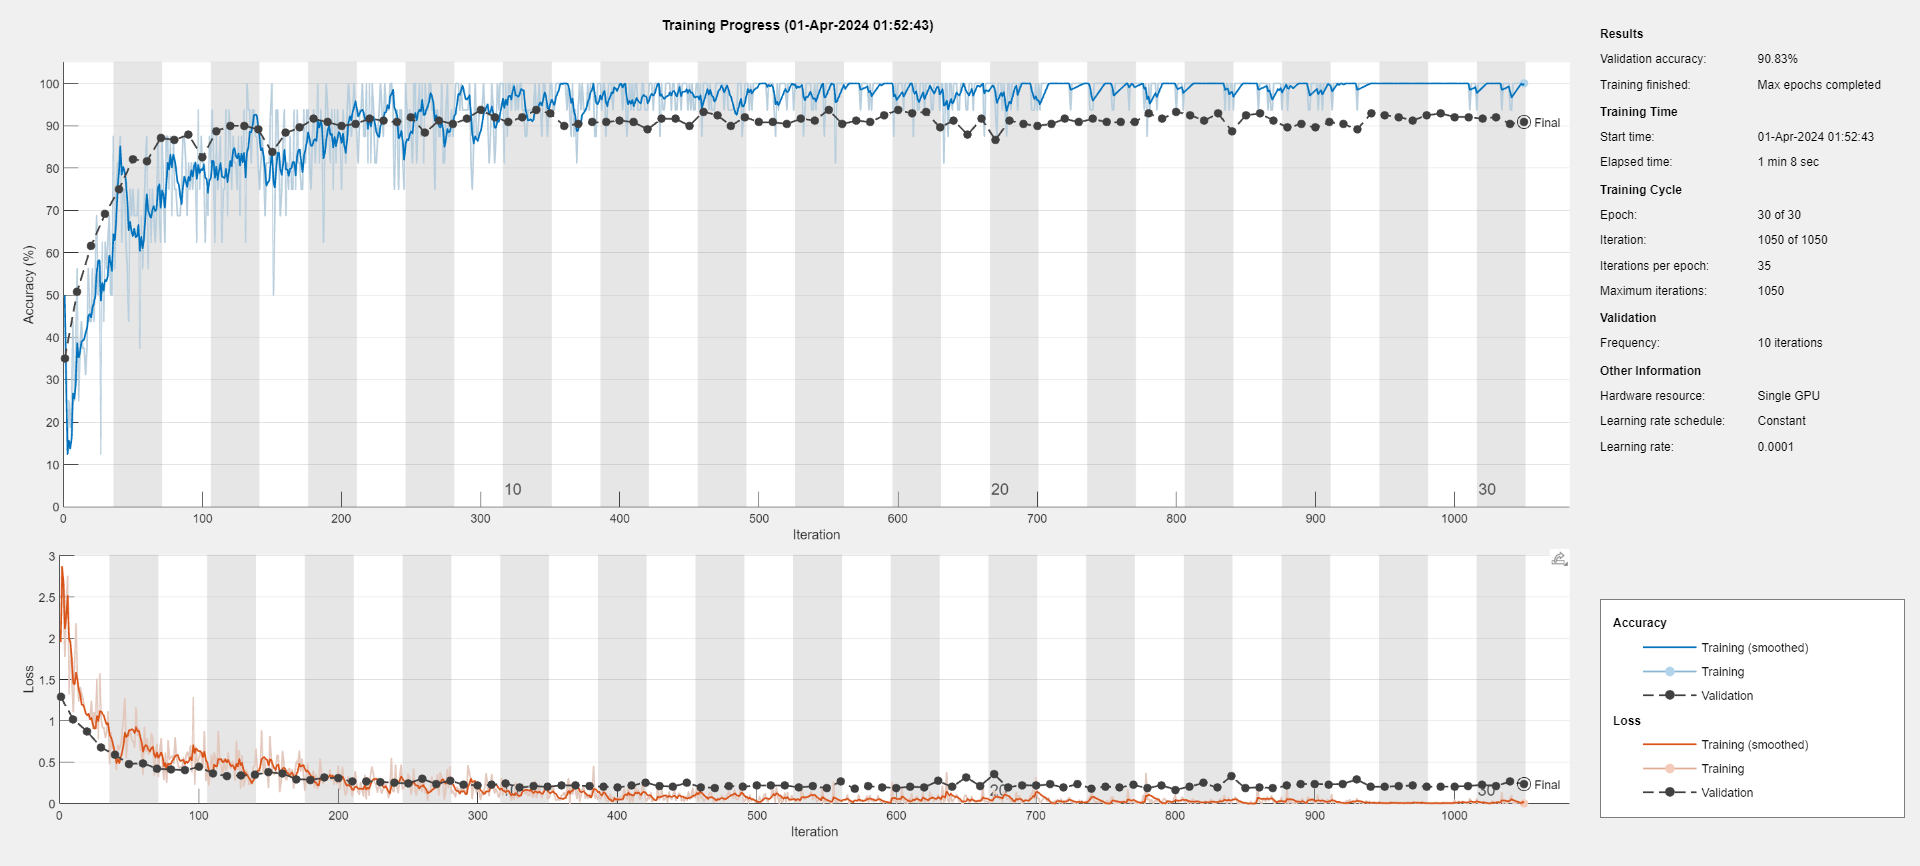 Training Progress (01-Apr-2024 01:52:43)
Accuracy (%)
100
90
80
70
60
50
40
30
20
10
0
10
20
30
Final
0 100 200 300 400 500 600 700 800 900 1000
Iteration
Loss
3
2.5
2
1.5
1
0.5
0
10
20
30
Final
0 100 200 300 400 500 600 700 800 900 1000
Iteration
Results
Validation accuracy: 90.83%
Training finished: Max epochs completed
Training Time
Start time: 01-Apr-2024 01:52:43
Elapsed time: 1 min 8 sec
Training Cycle
Epoch: 30 of 30
Iteration: 1050 of 1050
Iterations per epoch: 35
Maximum iterations: 1050
Validation
Frequency: 10 iterations
Other Information
Hardware resource: Single GPU
Learning rate schedule: Constant
Learning rate: 0.0001
Accuracy
Training (smoothed)
Training
Validation
Loss
Training (smoothed)
Training
Validation